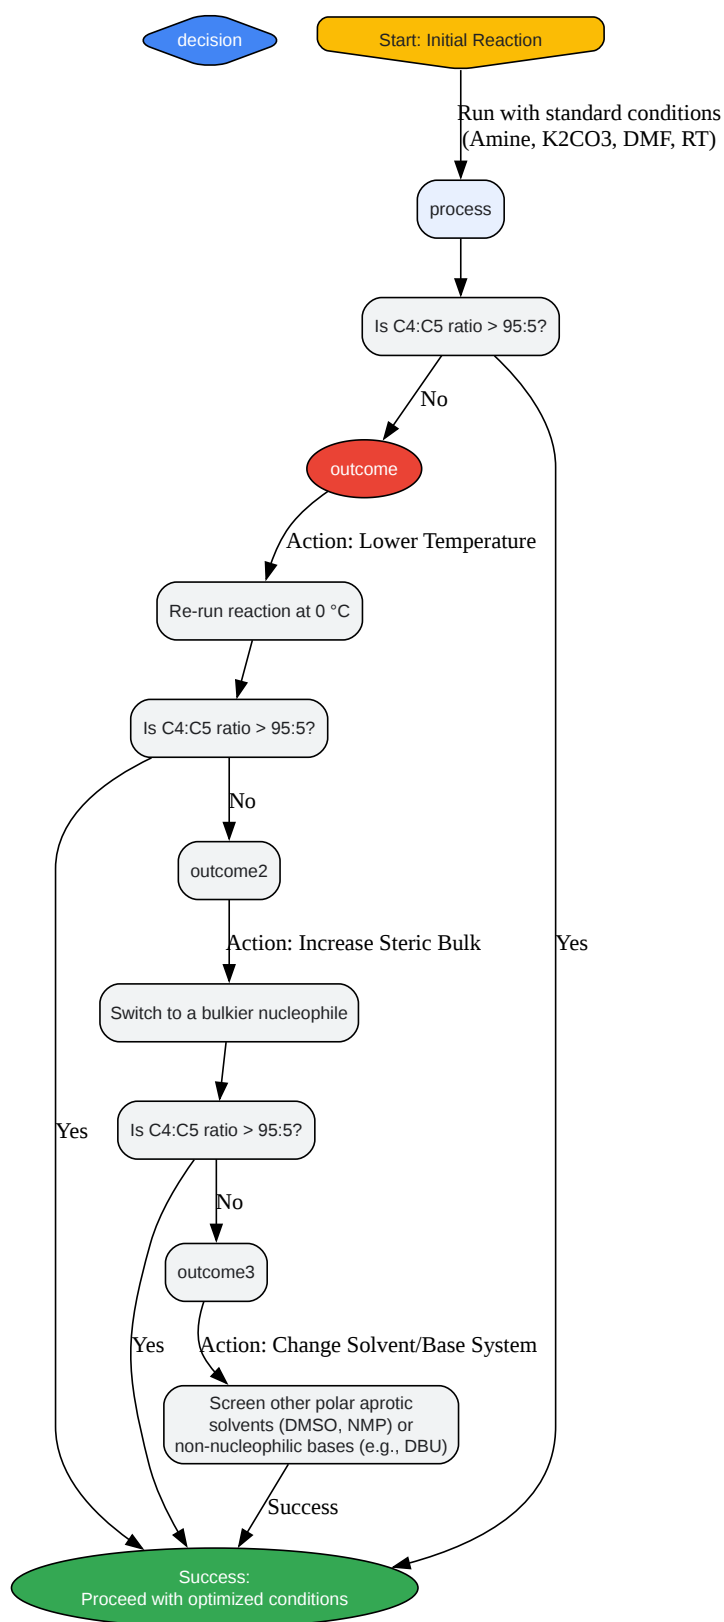 decision
Start: Initial Reaction
Run with standard conditions
(Amine, K2CO3, DMF, RT)
process
Is C4:C5 ratio > 95:5?
No
outcome
Action: Lower Temperature
Re-run reaction at 0 °C
Is C4:C5 ratio > 95:5?
No
outcome2
Action: Increase Steric Bulk
Yes
Switch to a bulkier nucleophile
Yes
Is C4:C5 ratio > 95:5?
No
outcome3
Yes
Action: Change Solvent/Base System
Screen other polar aprotic
solvents (DMSO, NMP) or
non-nucleophilic bases (e.g., DBU)
Success
Success:
Proceed with optimized conditions